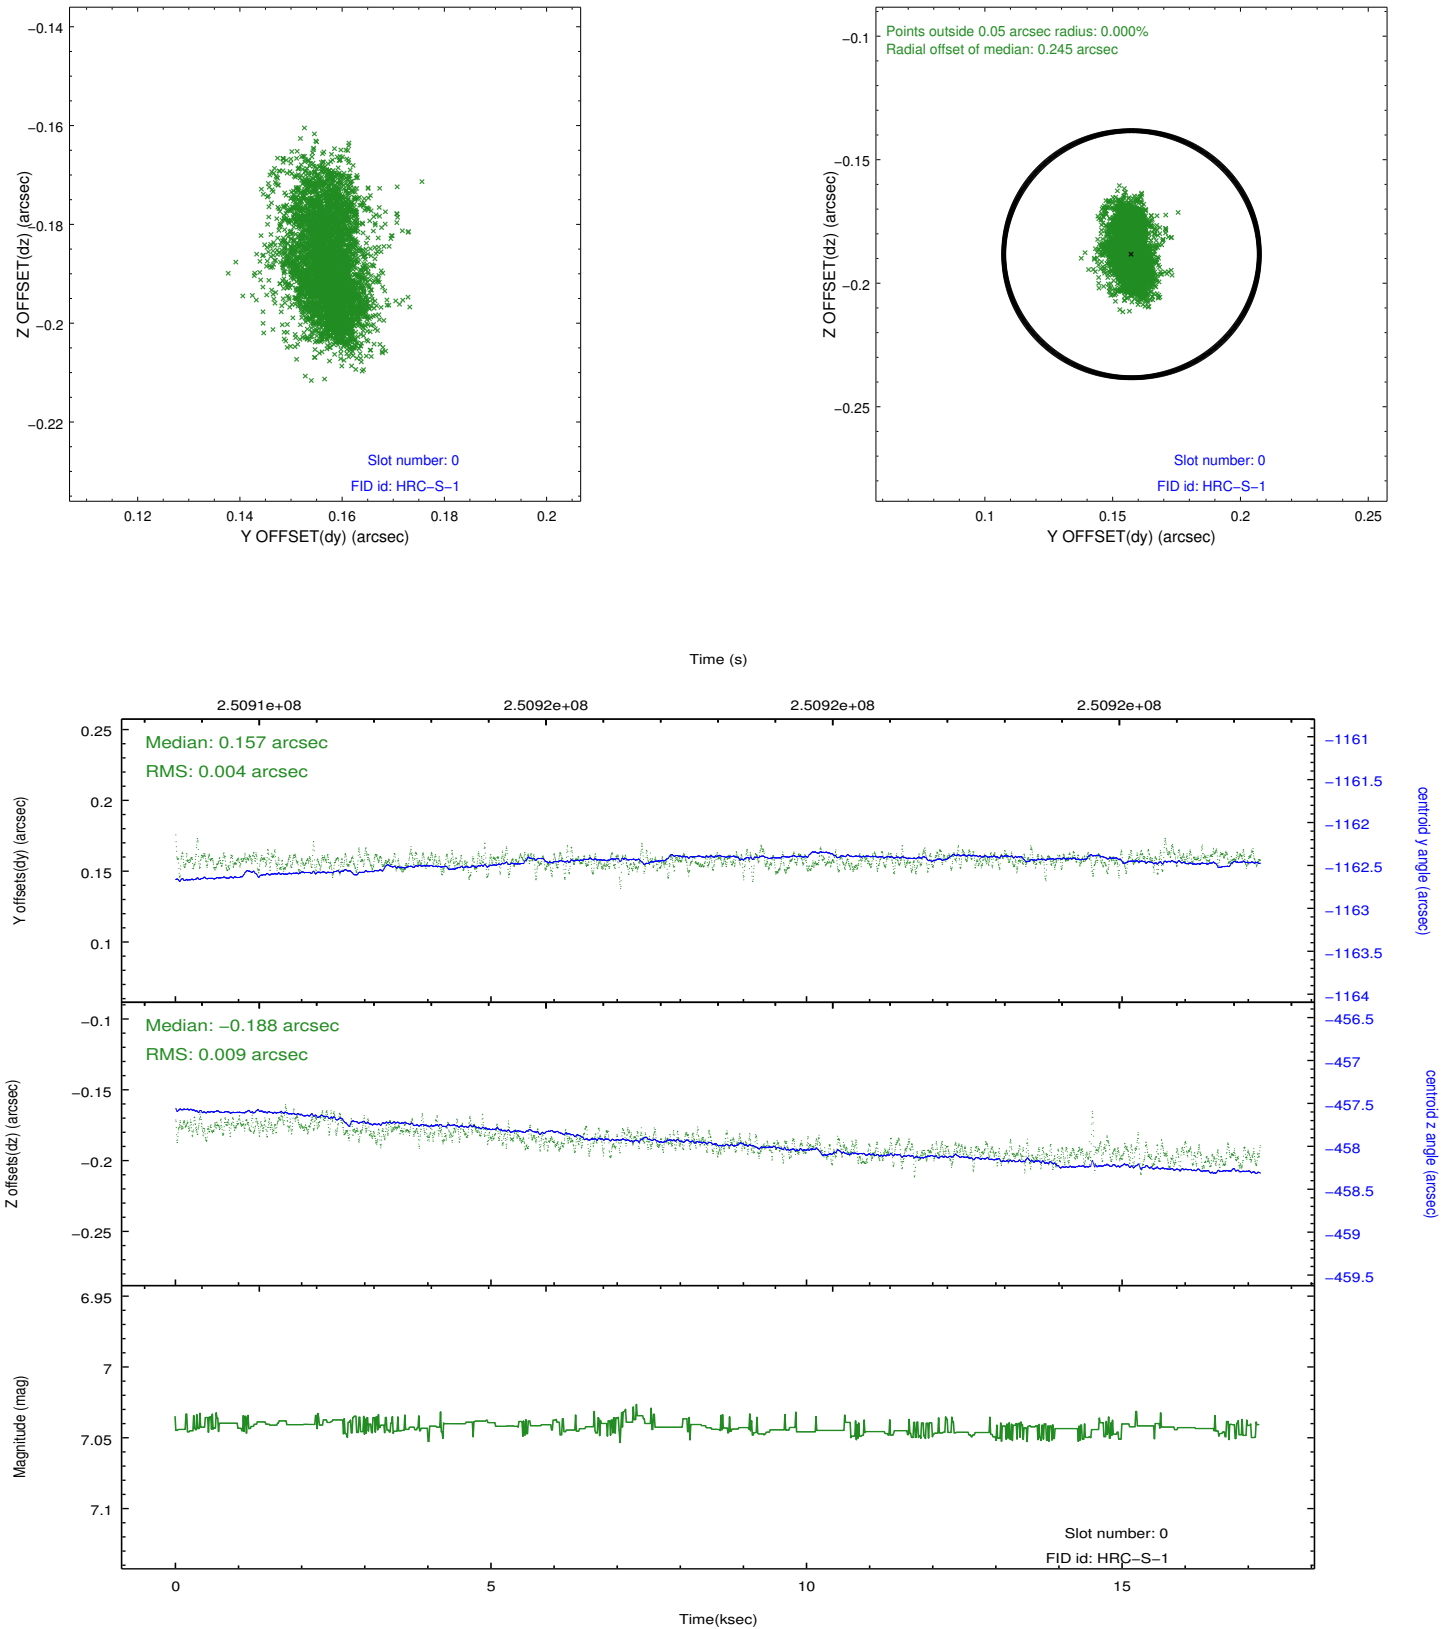 −0.14
−0.16
−0.18
−0.2
−0.22
Z OFFSET(dz) (arcsec)
Slot number: 0
FID id: HRC−S−1
0.12 0.14 0.16 0.18 0.2
Y OFFSET(dy) (arcsec)
Points outside 0.05 arcsec radius: 0.000%
Radial offset of median: 0.245 arcsec
−0.1
−0.15
−0.2
−0.25
Z OFFSET(dz) (arcsec)
Slot number: 0
FID id: HRC−S−1
0.1 0.15 0.2 0.25
Y OFFSET(dy) (arcsec)
Time (s)
2.5091e+08 2.5092e+08 2.5092e+08 2.5092e+08
Median: 0.157 arcsec
RMS: 0.004 arcsec
0.25
0.2
0.15
0.1
Y offsets(dy) (arcsec)
−1161
−1161.5
−1162
−1162.5
−1163
−1163.5
−1164
centroid y angle (arcsec)
Median: −0.188 arcsec
RMS: 0.009 arcsec
−0.1
−0.15
−0.2
−0.25
Z offsets(dz) (arcsec)
−456.5
−457
−457.5
−458
−458.5
−459
−459.5
centroid z angle (arcsec)
6.95
7
7.05
7.1
Magnitude (mag)
Slot number: 0
FID id: HRC−S−1
0 5 10 15
Time(ksec)